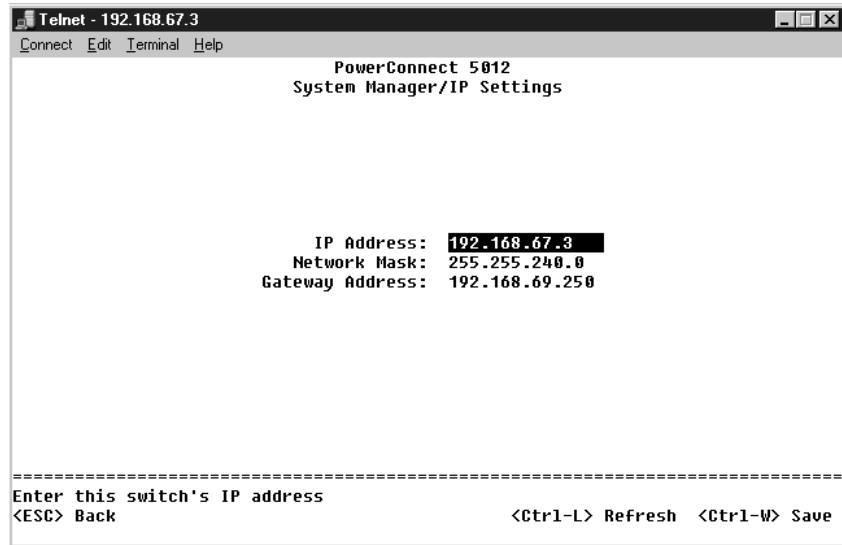 Telnet - 192.168.67.3
Connect Edit Terminal Help
PowerConnect 5012
System Manager/IP Settings
IP Address: 192.168.67.3
Network Mask: 255.255.240.0
Gateway Address: 192.168.69.250
================================================================================
Enter this switch's IP address
<ESC> Back <Ctrl-L> Refresh <Ctrl-W> Save